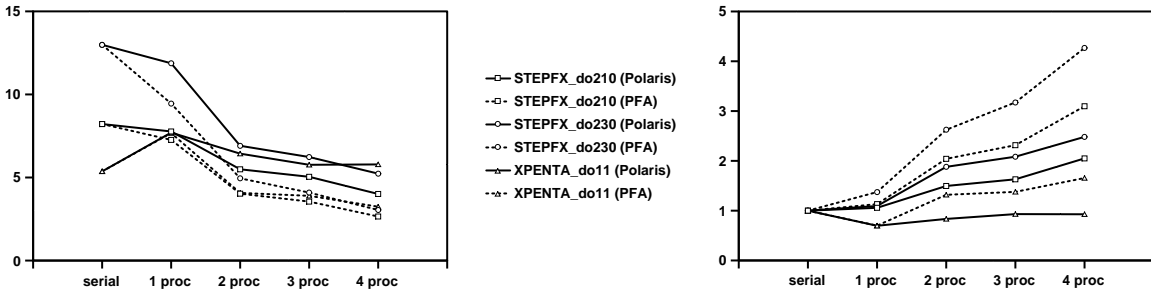 15
10
5
0
serial 1 proc 2 proc 3 proc 4 proc
STEPFX_do210 (Polaris)
STEPFX_do210 (PFA)
STEPFX_do230 (Polaris)
STEPFX_do230 (PFA)
XPENTA_do11 (Polaris)
XPENTA_do11 (PFA)
5
4
3
2
1
0
serial 1 proc 2 proc 3 proc 4 proc